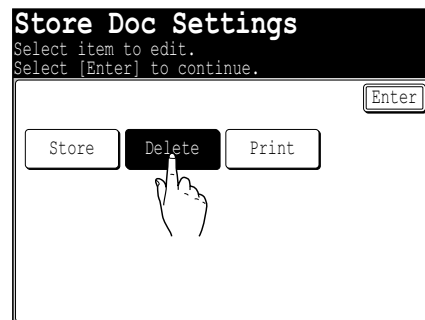 Store Doc Settings
Select item to edit.
Select [Enter] to continue.
Enter
Store Delete Print